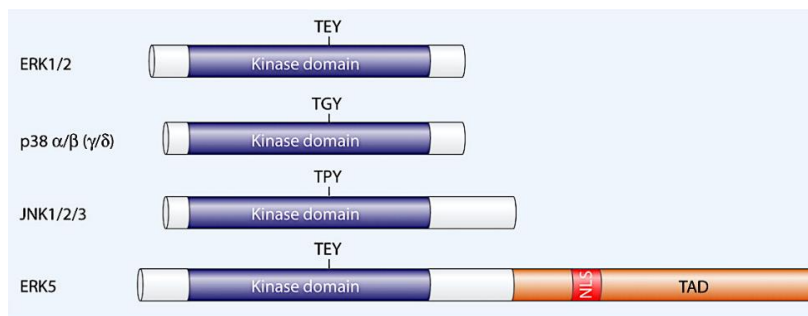 TEY
ERK1/2
Kinase domain
TGY
p38 α/β (γ/δ)
Kinase domain
TPY
JNK1/2/3
Kinase domain
TEY
ERK5
Kinase domain
NLS
TAD